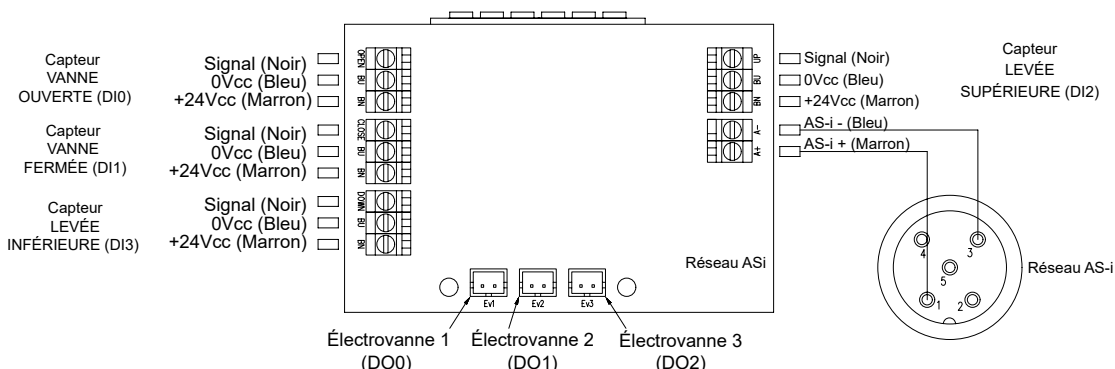 Capteur
VANNE
OUVERTE (DI0)
Signal (Noir)
0Vcc (Bleu)
+24Vcc (Marron)
OPEN
BU
BN
Capteur
VANNE
FERMÉE (DI1)
Signal (Noir)
0Vcc (Bleu)
+24Vcc (Marron)
CLOSE
BU
BN
Capteur
LEVÉE
INFÉRIEURE (DI3)
Signal (Noir)
0Vcc (Bleu)
+24Vcc (Marron)
DOWN
BU
BN
UP
BU
BN
Signal (Noir)
0Vcc (Bleu)
+24Vcc (Marron)
Capteur
LEVÉE
SUPÉRIEURE (DI2)
A-
A+
AS-i - (Bleu)
AS-i + (Marron)
Réseau ASi
4
3
5
1
2
Réseau AS-i
Ev1
Ev2
Ev3
Électrovanne 1
(DO0)
Électrovanne 2
(DO1)
Électrovanne 3
(DO2)